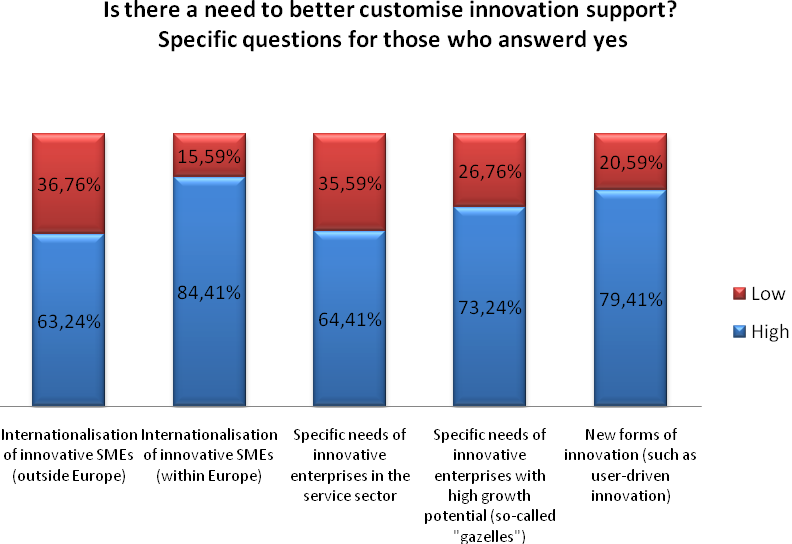 Is there a need to better customise innovation support?
Specific questions for those who answerd yes
36,76%
15,59%
35,59%
26,76%
20,59%
63,24%
84,41%
64,41%
73,24%
79,41%
Low
High
Internationalisation
of innovative SMEs
(outside Europe)
Internationalisation
of innovative SMEs
(within Europe)
Specific needs of
innovative
enterprises in the
service sector
Specific needs of
innovative
enterprises with
high growth
potential (so-called
"gazelles")
New forms of
innovation (such as
user-driven
innovation)